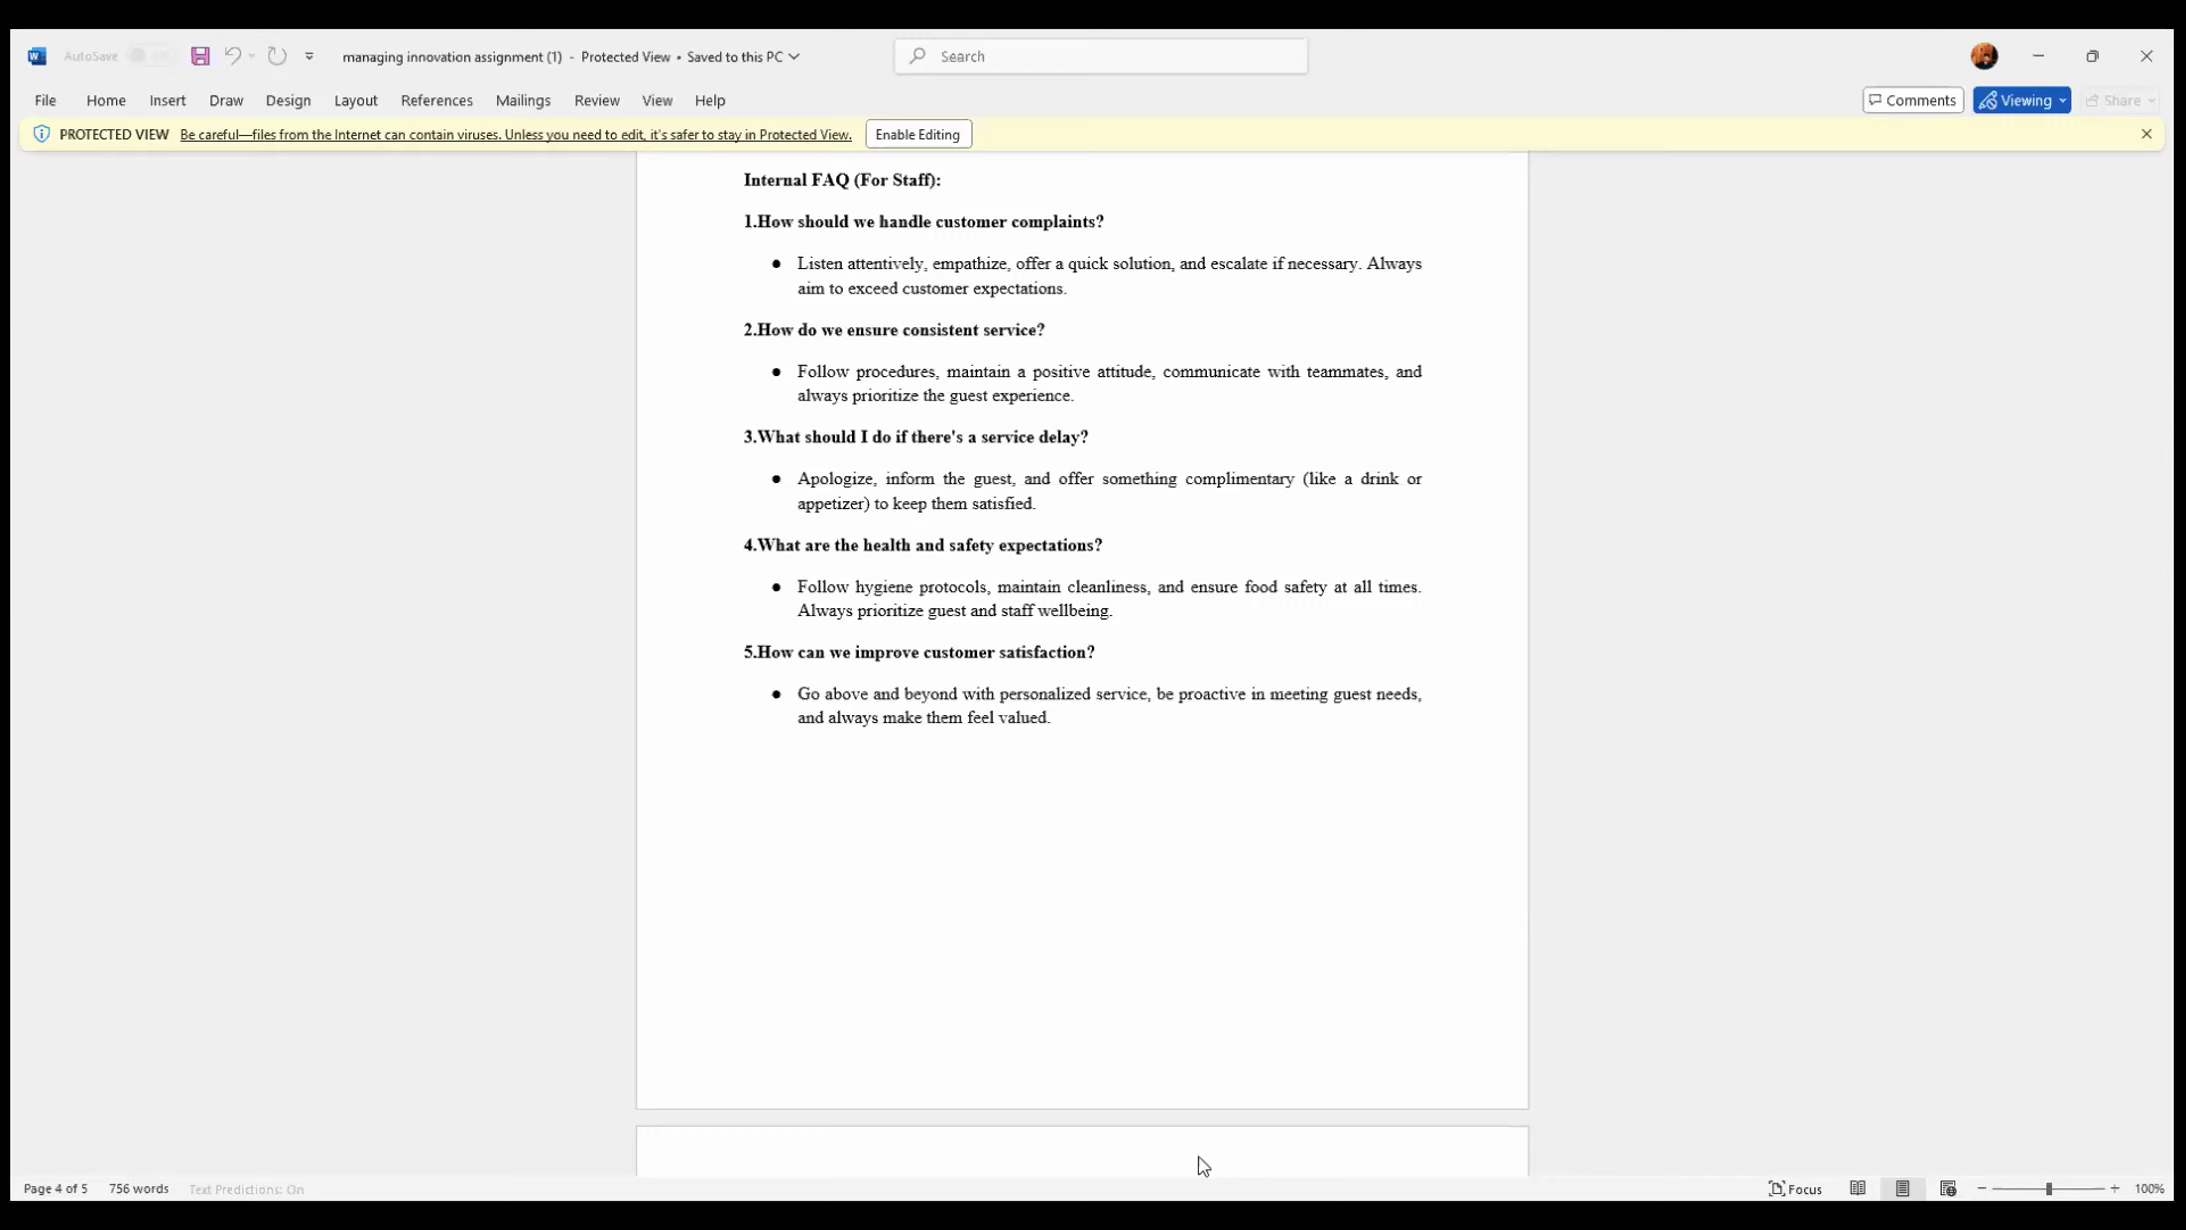 AutoSave
managing innovation assignment (1) - Protected View • Saved to this PC
Search
File Home Insert Draw Design Layout References Mailings Review View Help
Comments Viewing Share
PROTECTED VIEW Be careful—files from the Internet can contain viruses. Unless you need to edit, it's safer to stay in Protected View. Enable Editing
Internal FAQ (For Staff):
1.How should we handle customer complaints?
● Listen attentively, empathize, offer a quick solution, and escalate if necessary. Always
aim to exceed customer expectations.
2.How do we ensure consistent service?
● Follow procedures, maintain a positive attitude, communicate with teammates, and
always prioritize the guest experience.
3.What should I do if there's a service delay?
● Apologize, inform the guest, and offer something complimentary (like a drink or
appetizer) to keep them satisfied.
4.What are the health and safety expectations?
● Follow hygiene protocols, maintain cleanliness, and ensure food safety at all times.
Always prioritize guest and staff wellbeing.
5.How can we improve customer satisfaction?
● Go above and beyond with personalized service, be proactive in meeting guest needs,
and always make them feel valued.
Page 4 of 5 756 words Text Predictions: On Focus 100%